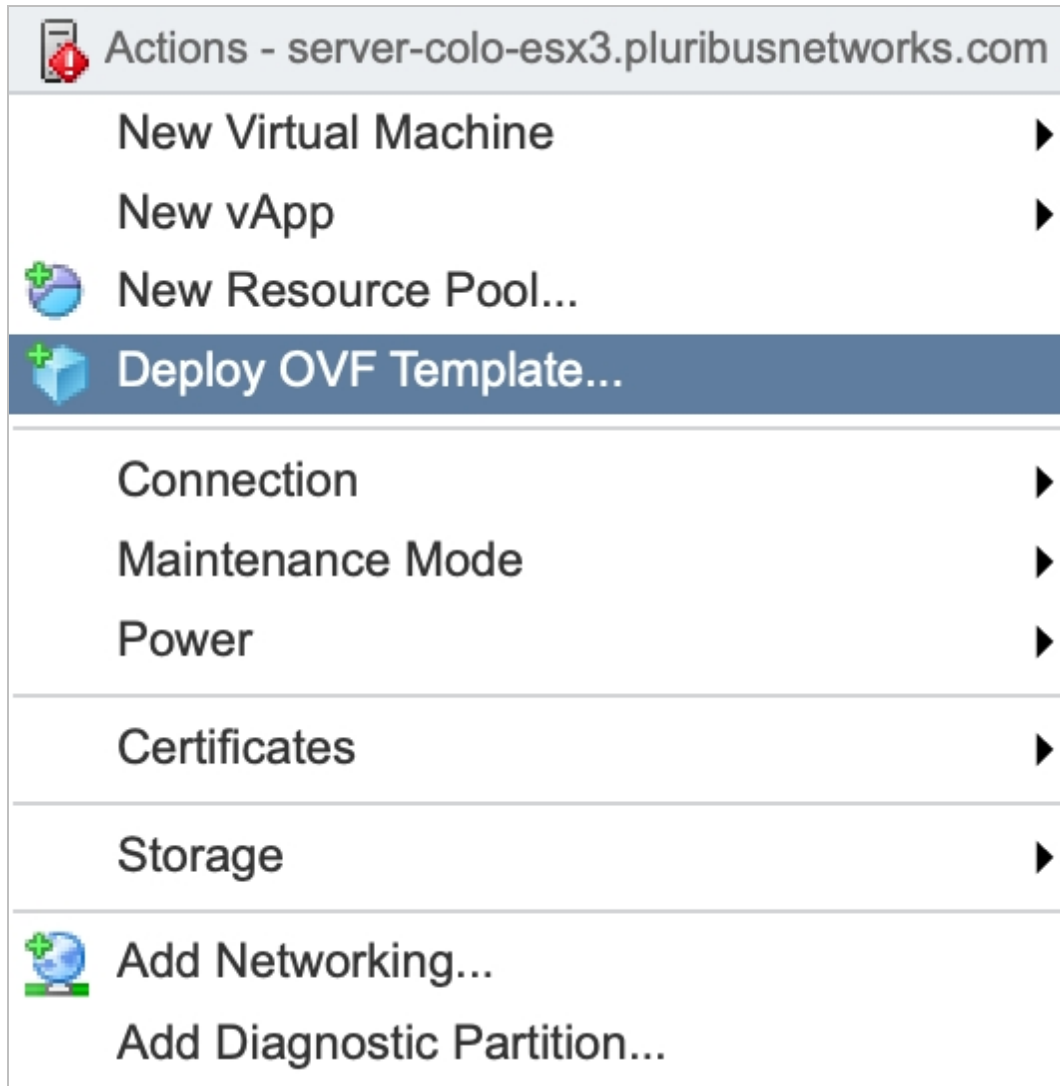 Actions - server-colo-esx3.pluribusnetworks.com
New Virtual Machine
New vApp
New Resource Pool...
Deploy OVF Template...
Connection
Maintenance Mode
Power
Certificates
Storage
Add Networking...
Add Diagnostic Partition...